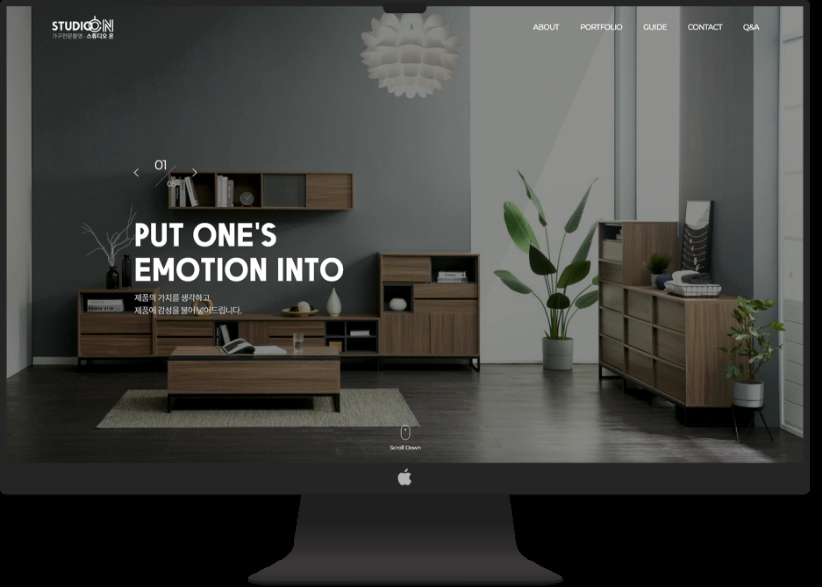 STUDIO ON
가구전문촬영 · 스튜디오 온
ABOUT
PORTFOLIO
GUIDE
CONTACT
Q&A
01
PUT ONE'S
EMOTION INTO
제품의 가치를 생각하고
제품에 감성을 불어 넣어드립니다.
Scroll Down